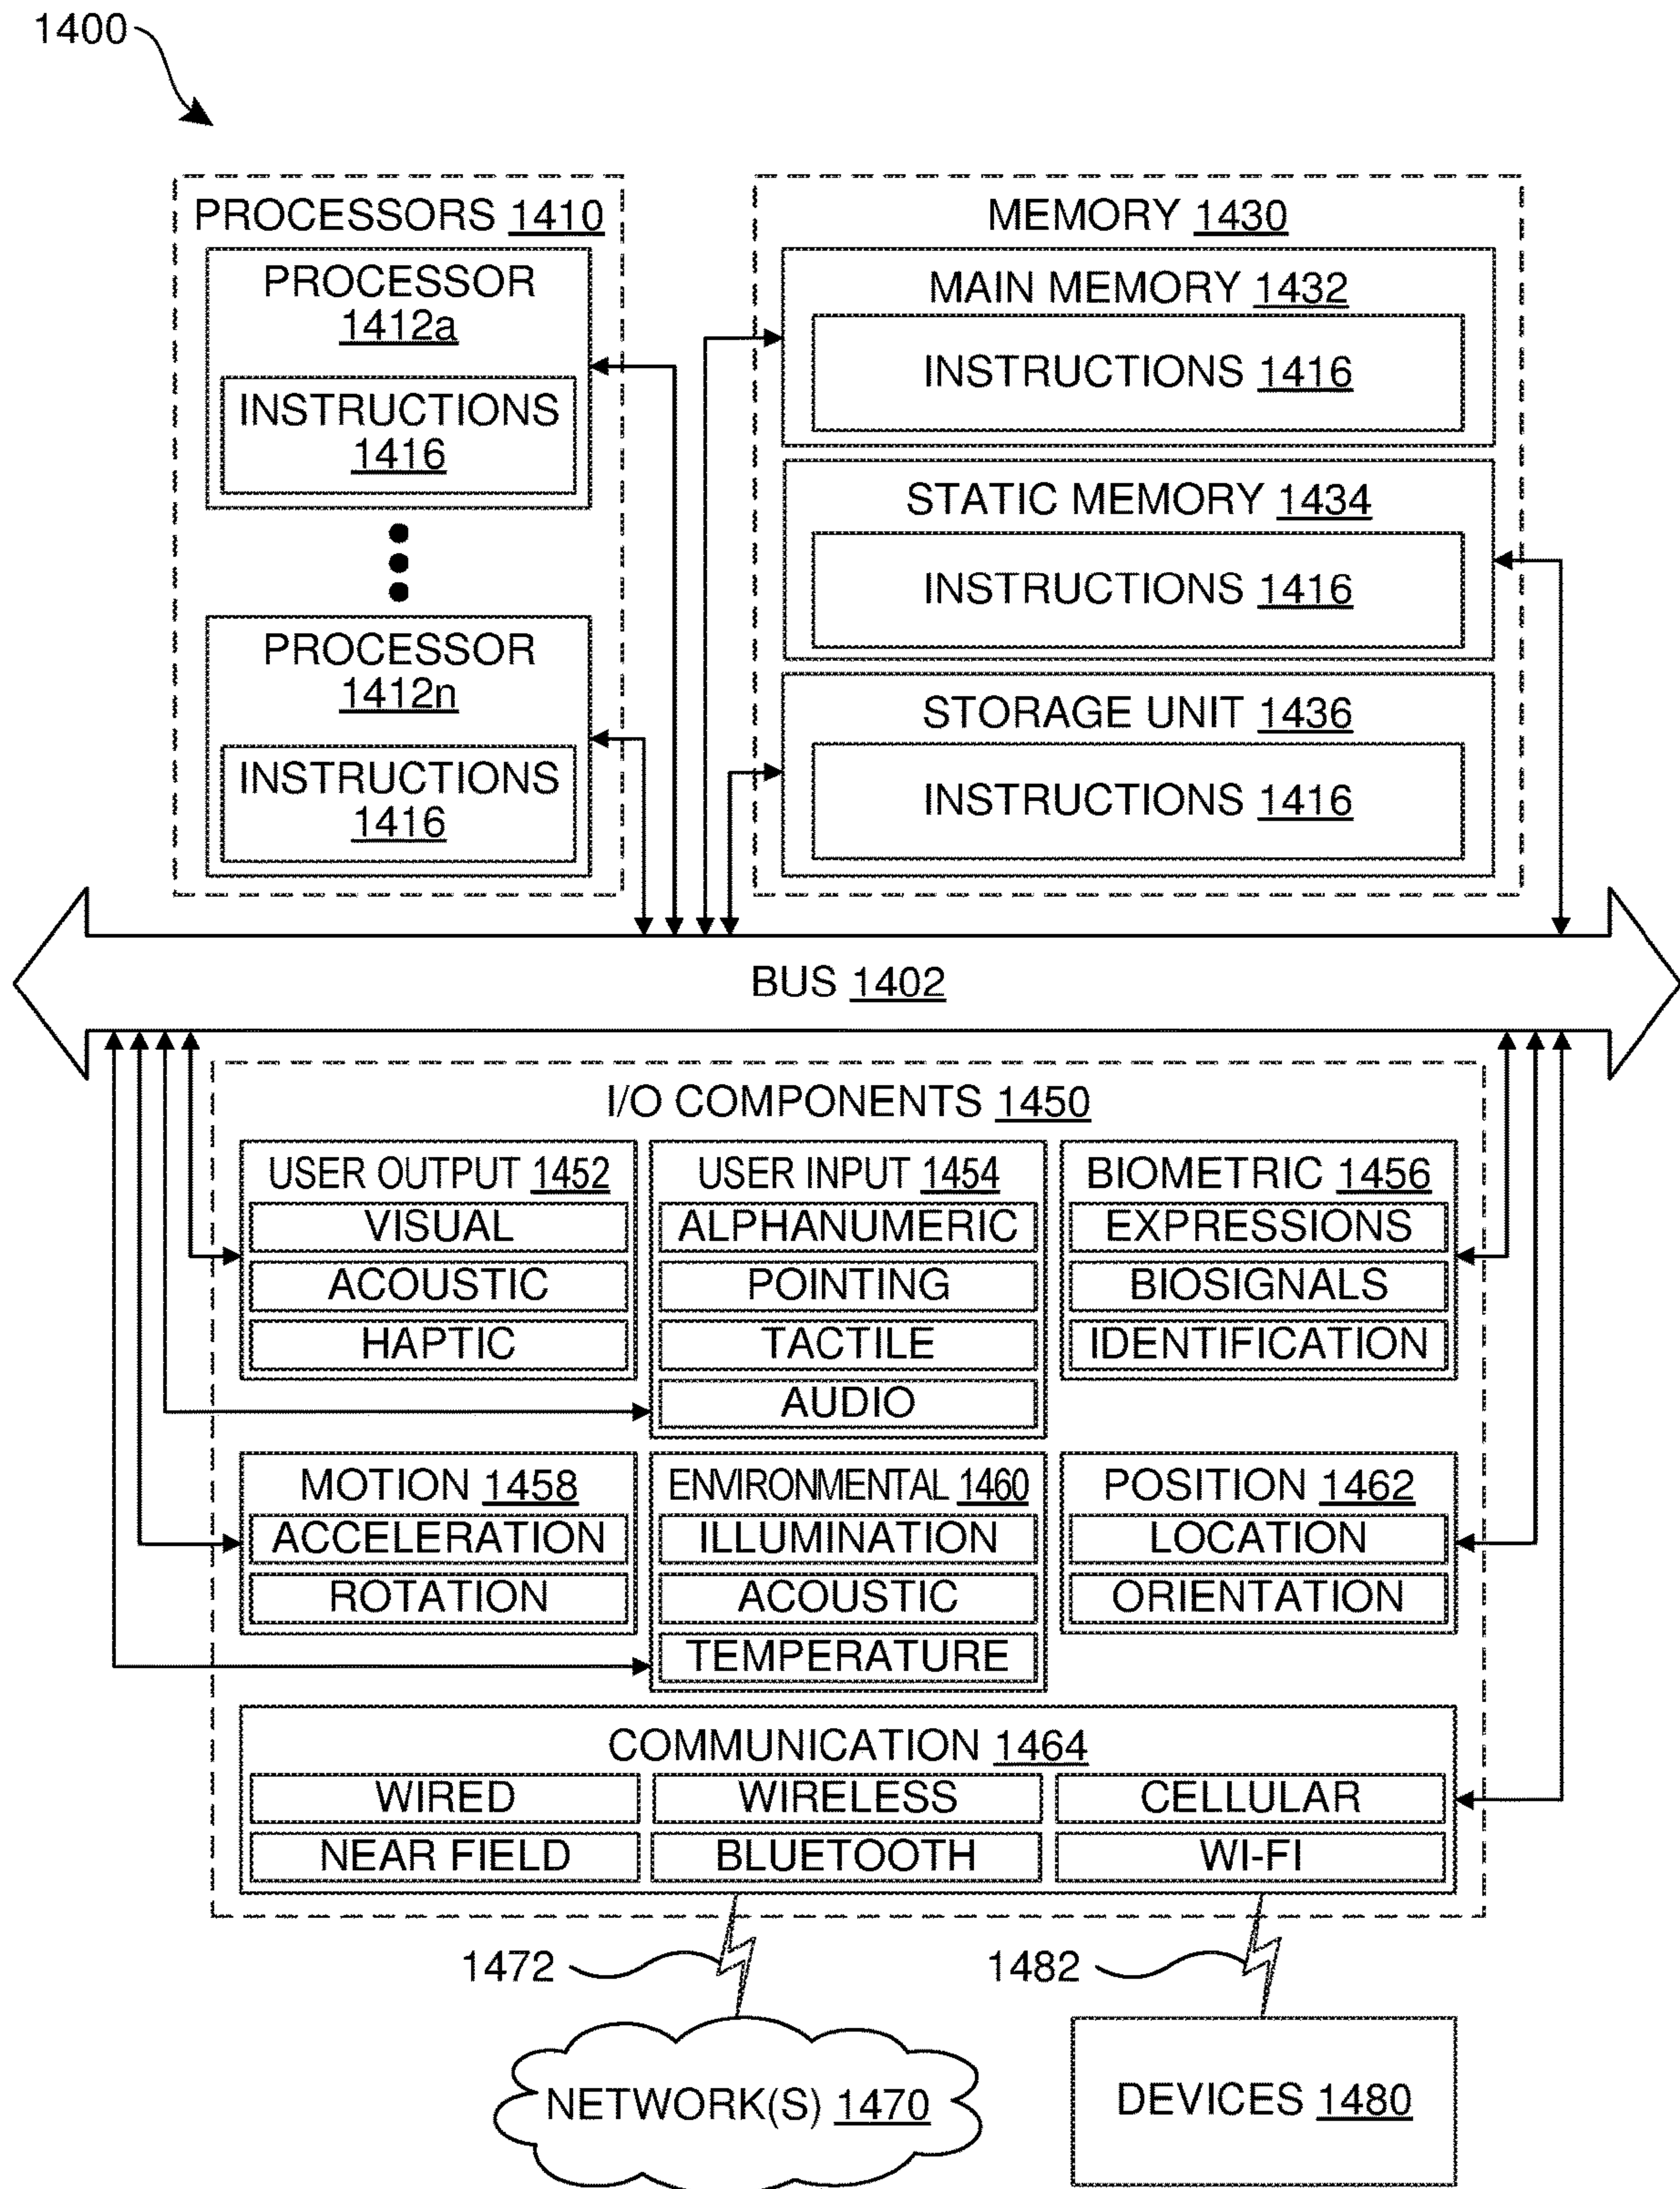 1400
PROCESSORS 1410
PROCESSOR
1412a
INSTRUCTIONS
1416
PROCESSOR
1412n
INSTRUCTIONS
1416
MEMORY 1430
MAIN MEMORY 1432
INSTRUCTIONS 1416
STATIC MEMORY 1434
INSTRUCTIONS 1416
STORAGE UNIT 1436
INSTRUCTIONS 1416
BUS 1402
I/O COMPONENTS 1450
USER OUTPUT 1452
VISUAL
ACOUSTIC
HAPTIC
USER INPUT 1454
ALPHANUMERIC
POINTING
TACTILE
AUDIO
BIOMETRIC 1456
EXPRESSIONS
BIOSIGNALS
IDENTIFICATION
MOTION 1458
ACCELERATION
ROTATION
ENVIRONMENTAL 1460
ILLUMINATION
ACOUSTIC
TEMPERATURE
POSITION 1462
LOCATION
ORIENTATION
COMMUNICATION 1464
WIRED
WIRELESS
CELLULAR
NEAR FIELD
BLUETOOTH
WI-FI
1472
1482
NETWORK(S) 1470
DEVICES 1480